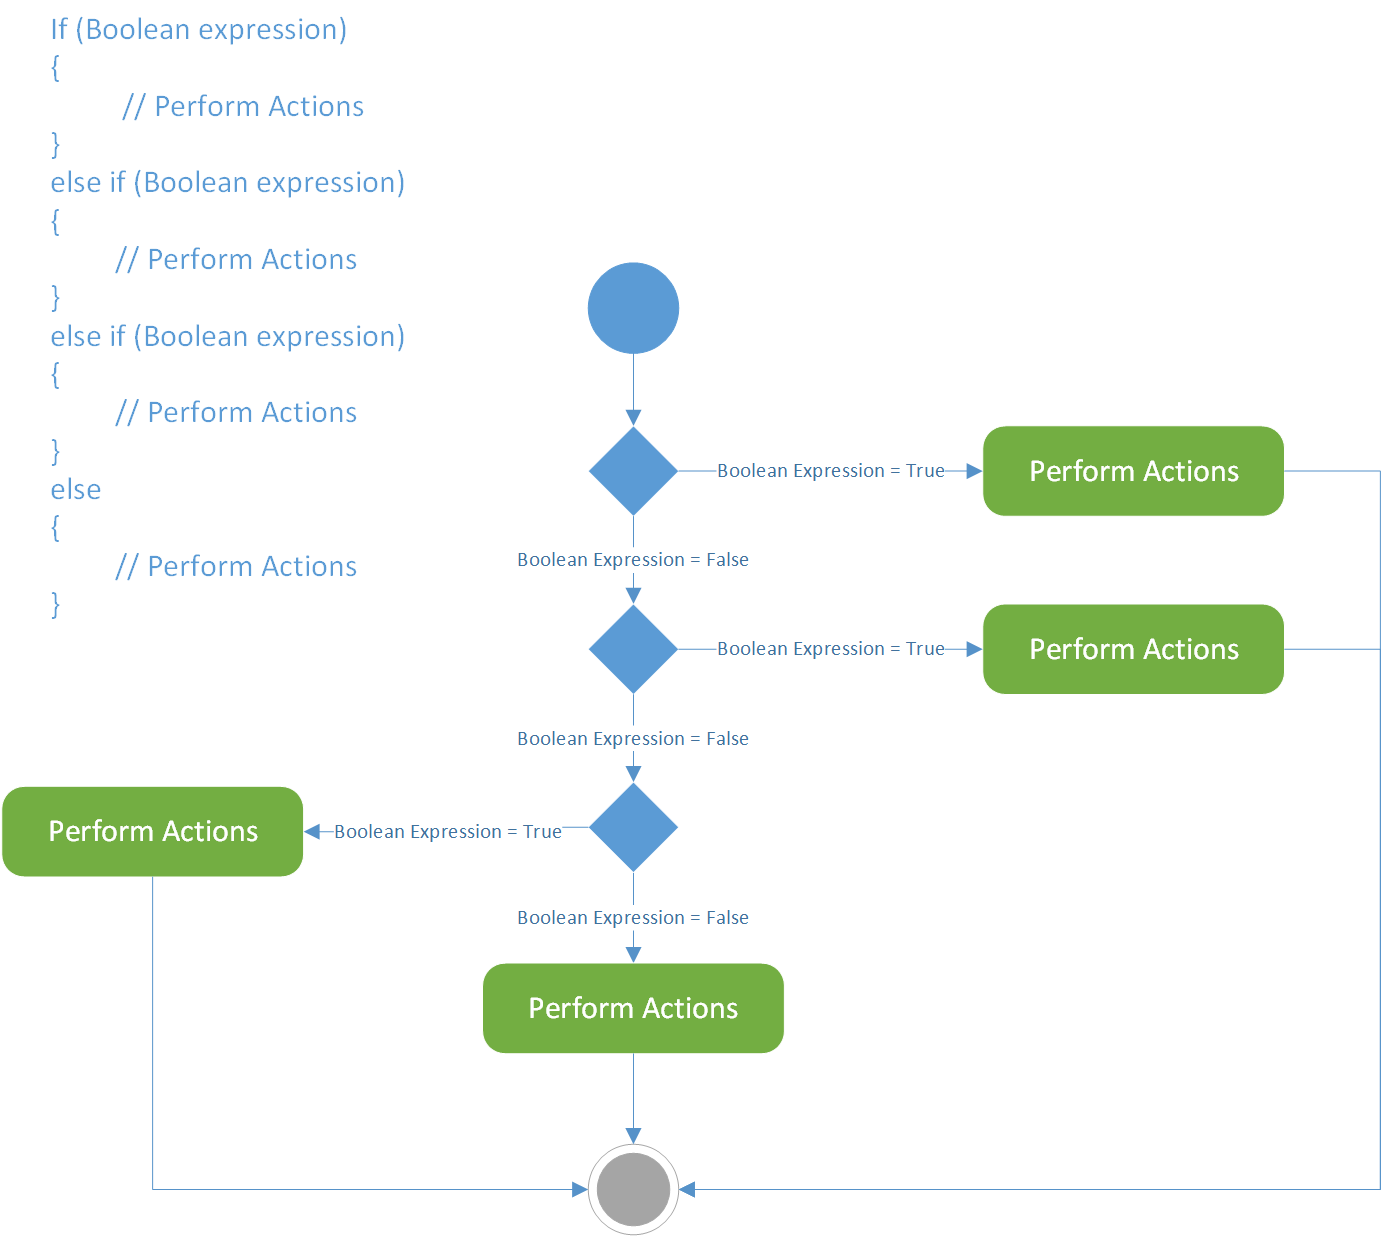 If (Boolean expression)
{
// Perform Actions
}
else if (Boolean expression)
{
// Perform Actions
}
else if (Boolean expression)
{
// Perform Actions
}
else
{
// Perform Actions
}
Boolean Expression = True
Perform Actions
Boolean Expression = False
Boolean Expression = True
Perform Actions
Boolean Expression = False
Perform Actions
Boolean Expression = True
Boolean Expression = False
Perform Actions